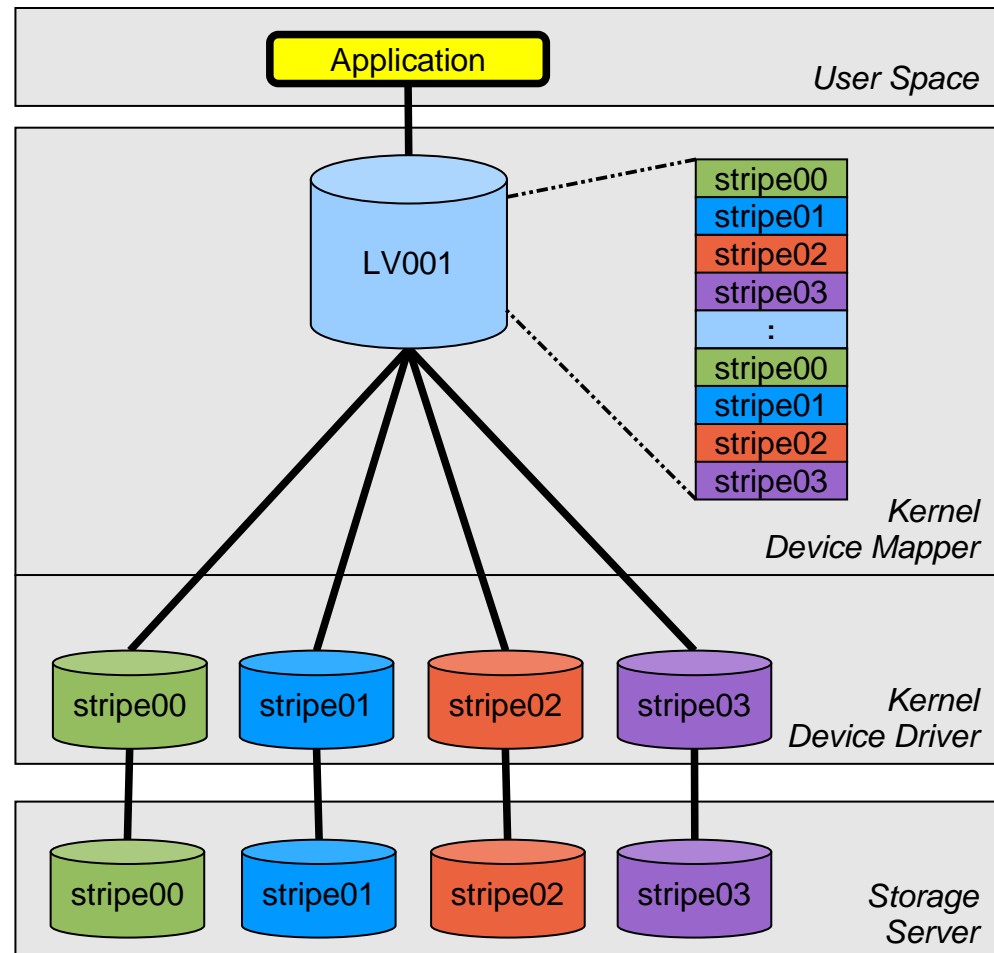 Application
User Space
LV001
stripe00
stripe01
stripe02
stripe03
:
stripe00
stripe01
stripe02
stripe03
Kernel
Device Mapper
stripe00
stripe01
stripe02
stripe03
Kernel
Device Driver
stripe00
stripe01
stripe02
stripe03
Storage
Server